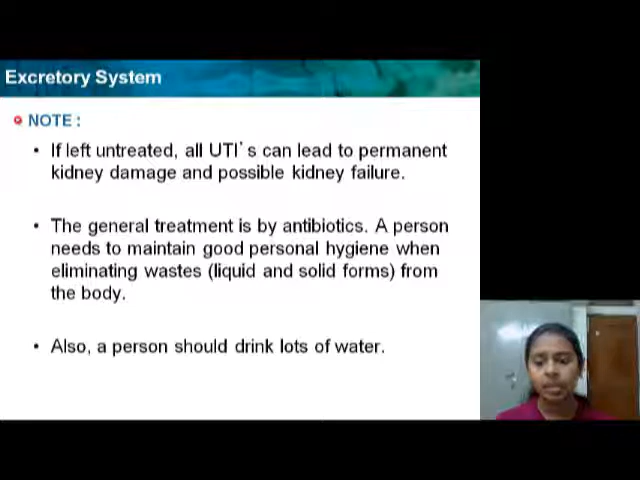 Excretory System
NOTE :
• If left untreated, all UTI's can lead to permanent
kidney damage and possible kidney failure.
• The general treatment is by antibiotics. A person
needs to maintain good personal hygiene when
eliminating wastes (liquid and solid forms) from
the body.
• Also, a person should drink lots of water.